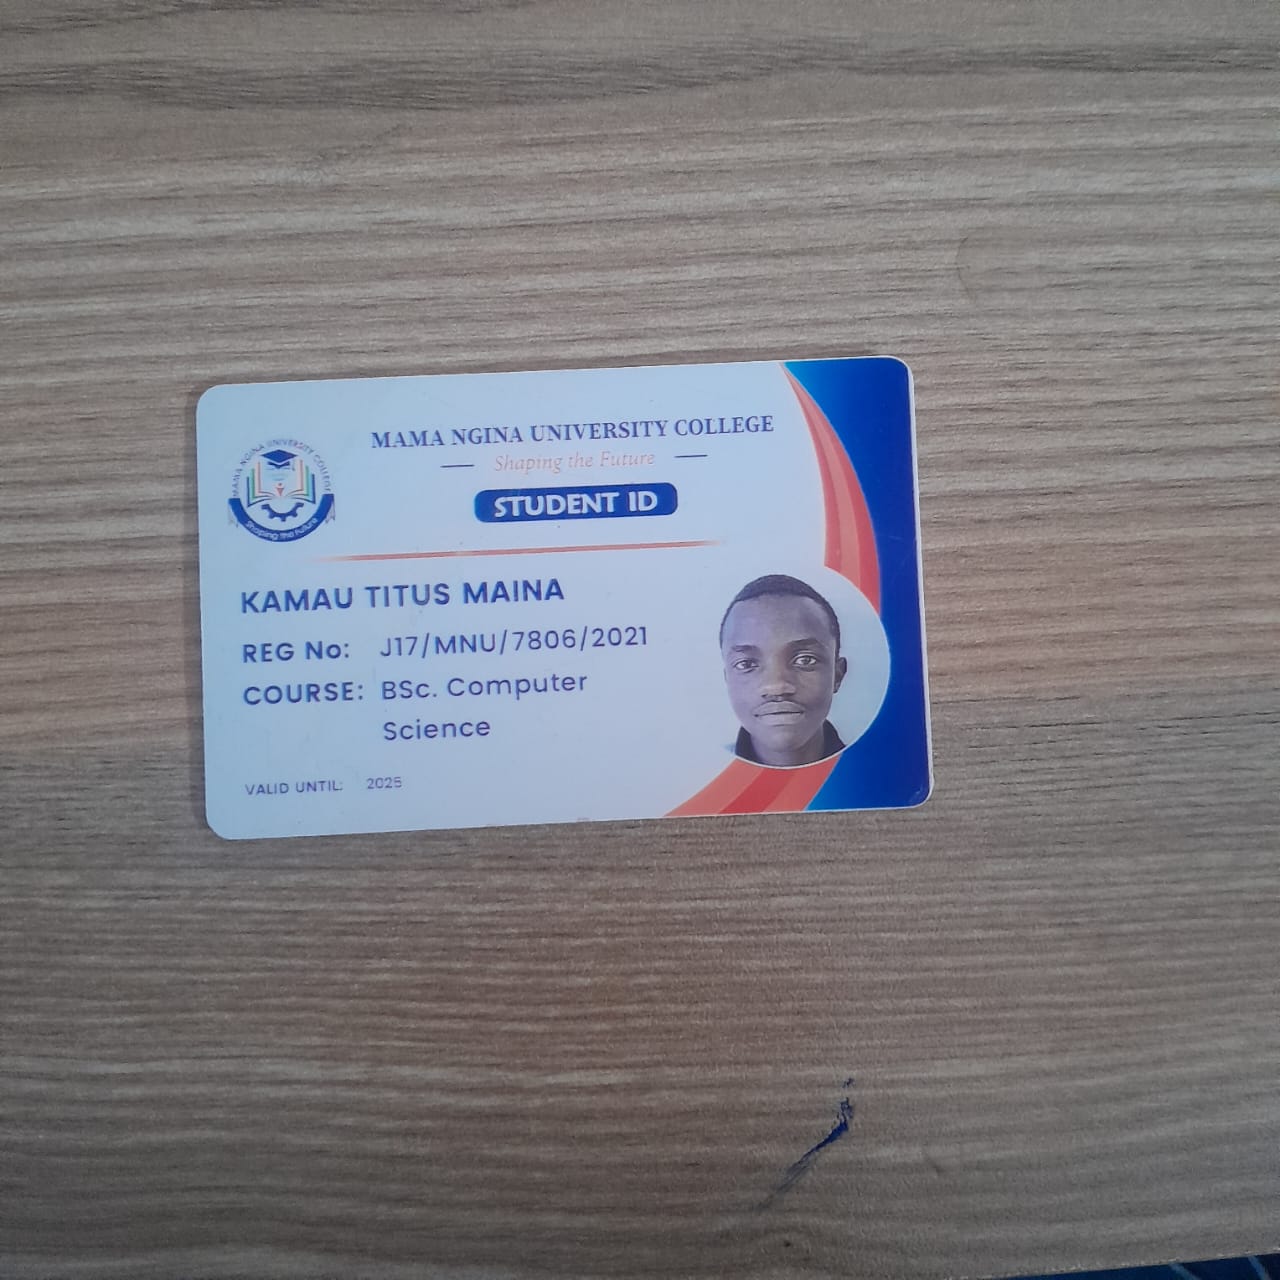 MAMA NGINA UNIVERSITY COLLEGE
Shaping the Future
STUDENT ID
MAMA NGINA UNIVERSITY COLLEGE
Shaping the Future
KAMAU TITUS MAINA
REG No: J17/MNU/7806/2021
COURSE: BSc. Computer
Science
VALID UNTIL: 2025